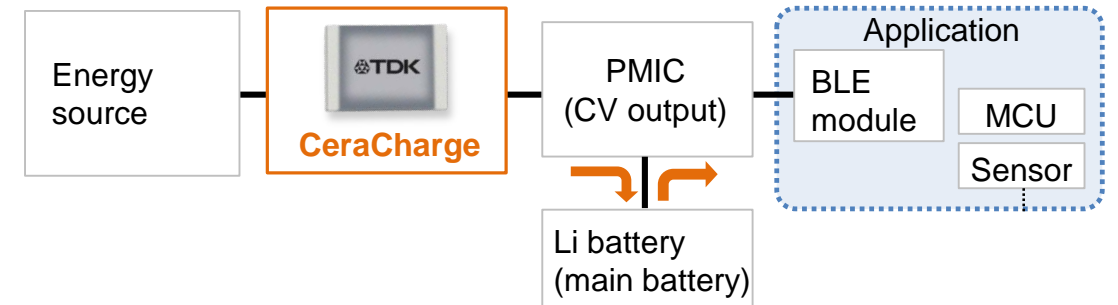 Energy
source
TDK
CeraCharge
PMIC
(CV output)
Li battery
(main battery)
Application
BLE
module
MCU
Sensor